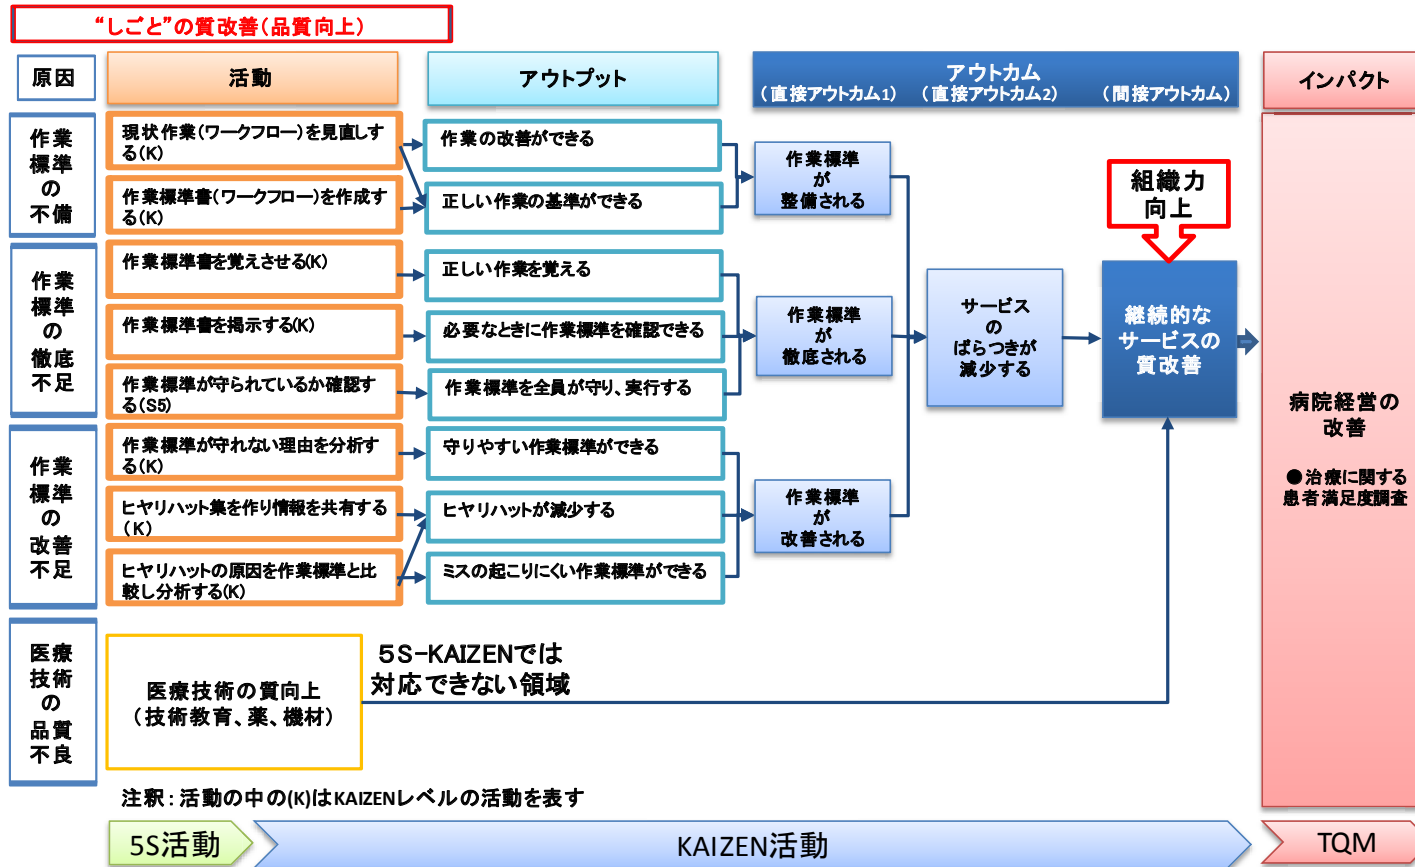 “しごと”の質改善(品質向上)
原因
活動
アウトプット
アウトカム
(直接アウトカム1)
(直接アウトカム2)
(間接アウトカム)
インパクト
作業
標準
の
不備
現状作業(ワークフロー)を見直しす
る(K)
作業標準書(ワークフロー)を作成す
る(K)
作業の改善ができる
正しい作業の基準ができる
作業標準
が
整備される
作業
標準
の
徹底
不足
作業標準書を覚えさせる(K)
作業標準書を掲示する(K)
作業標準が守られているか確認す
る(S5)
正しい作業を覚える
必要なときに作業標準を確認できる
作業標準を全員が守り、実行する
作業標準
が
徹底される
作業
標準
の
改善
不足
作業標準が守れない理由を分析す
る(K)
ヒヤリハット集を作り情報を共有する
(K)
ヒヤリハットの原因を作業標準と比
較し分析する(K)
守りやすい作業標準ができる
ヒヤリハットが減少する
ミスの起こりにくい作業標準ができる
作業標準
が
改善される
サービス
の
ばらつきが
減少する
組織力
向上
継続的な
サービスの
質改善
病院経営の
改善
●治療に関する
患者満足度調査
医療
技術
の
品質
不良
医療技術の質向上
(技術教育、薬、機材)
5S-KAIZENでは
対応できない領域
注釈：活動の中の(K)はKAIZENレベルの活動を表す
5S活動
KAIZEN活動
TQM